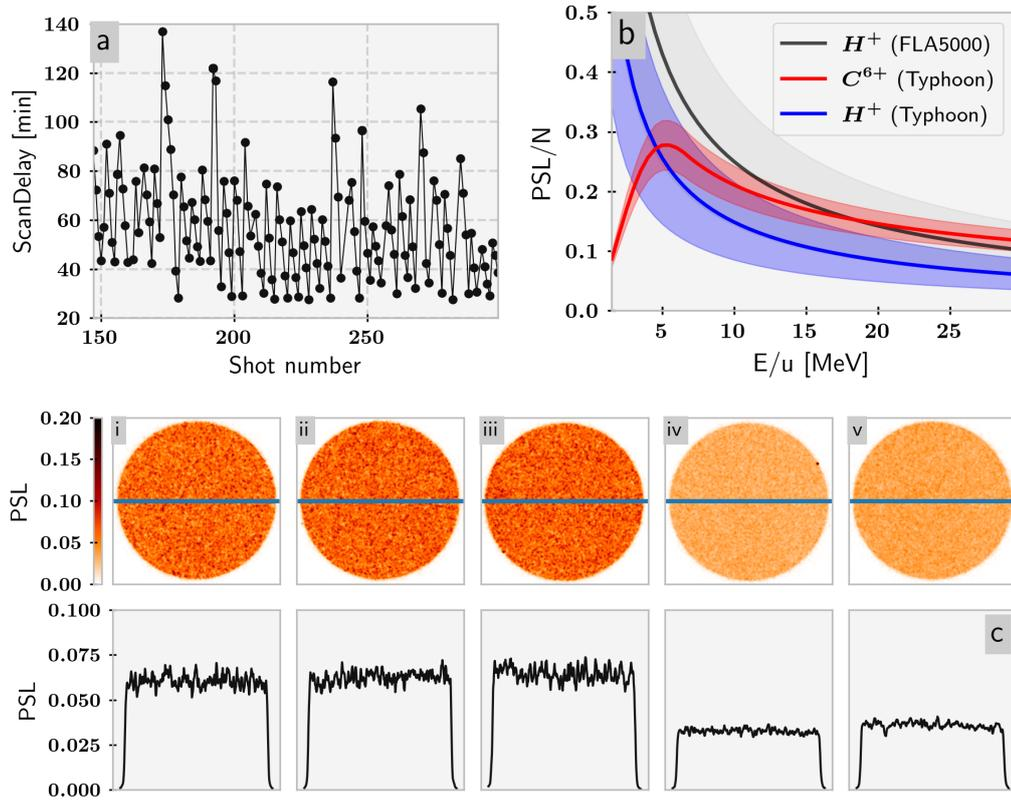 a
ScanDelay [min]
140
120
100
80
60
40
20
150
200
250
Shot number
b
PSL/N
0.5
0.4
0.3
0.2
0.1
0.0
H⁺ (FLA5000)
C⁶⁺ (Typhoon)
H⁺ (Typhoon)
5
10
15
20
25
E/u [MeV]
PSL
0.20
0.15
0.10
0.05
0.00
i
ii
iii
iv
v
PSL
0.100
0.075
0.050
0.025
0.000
c